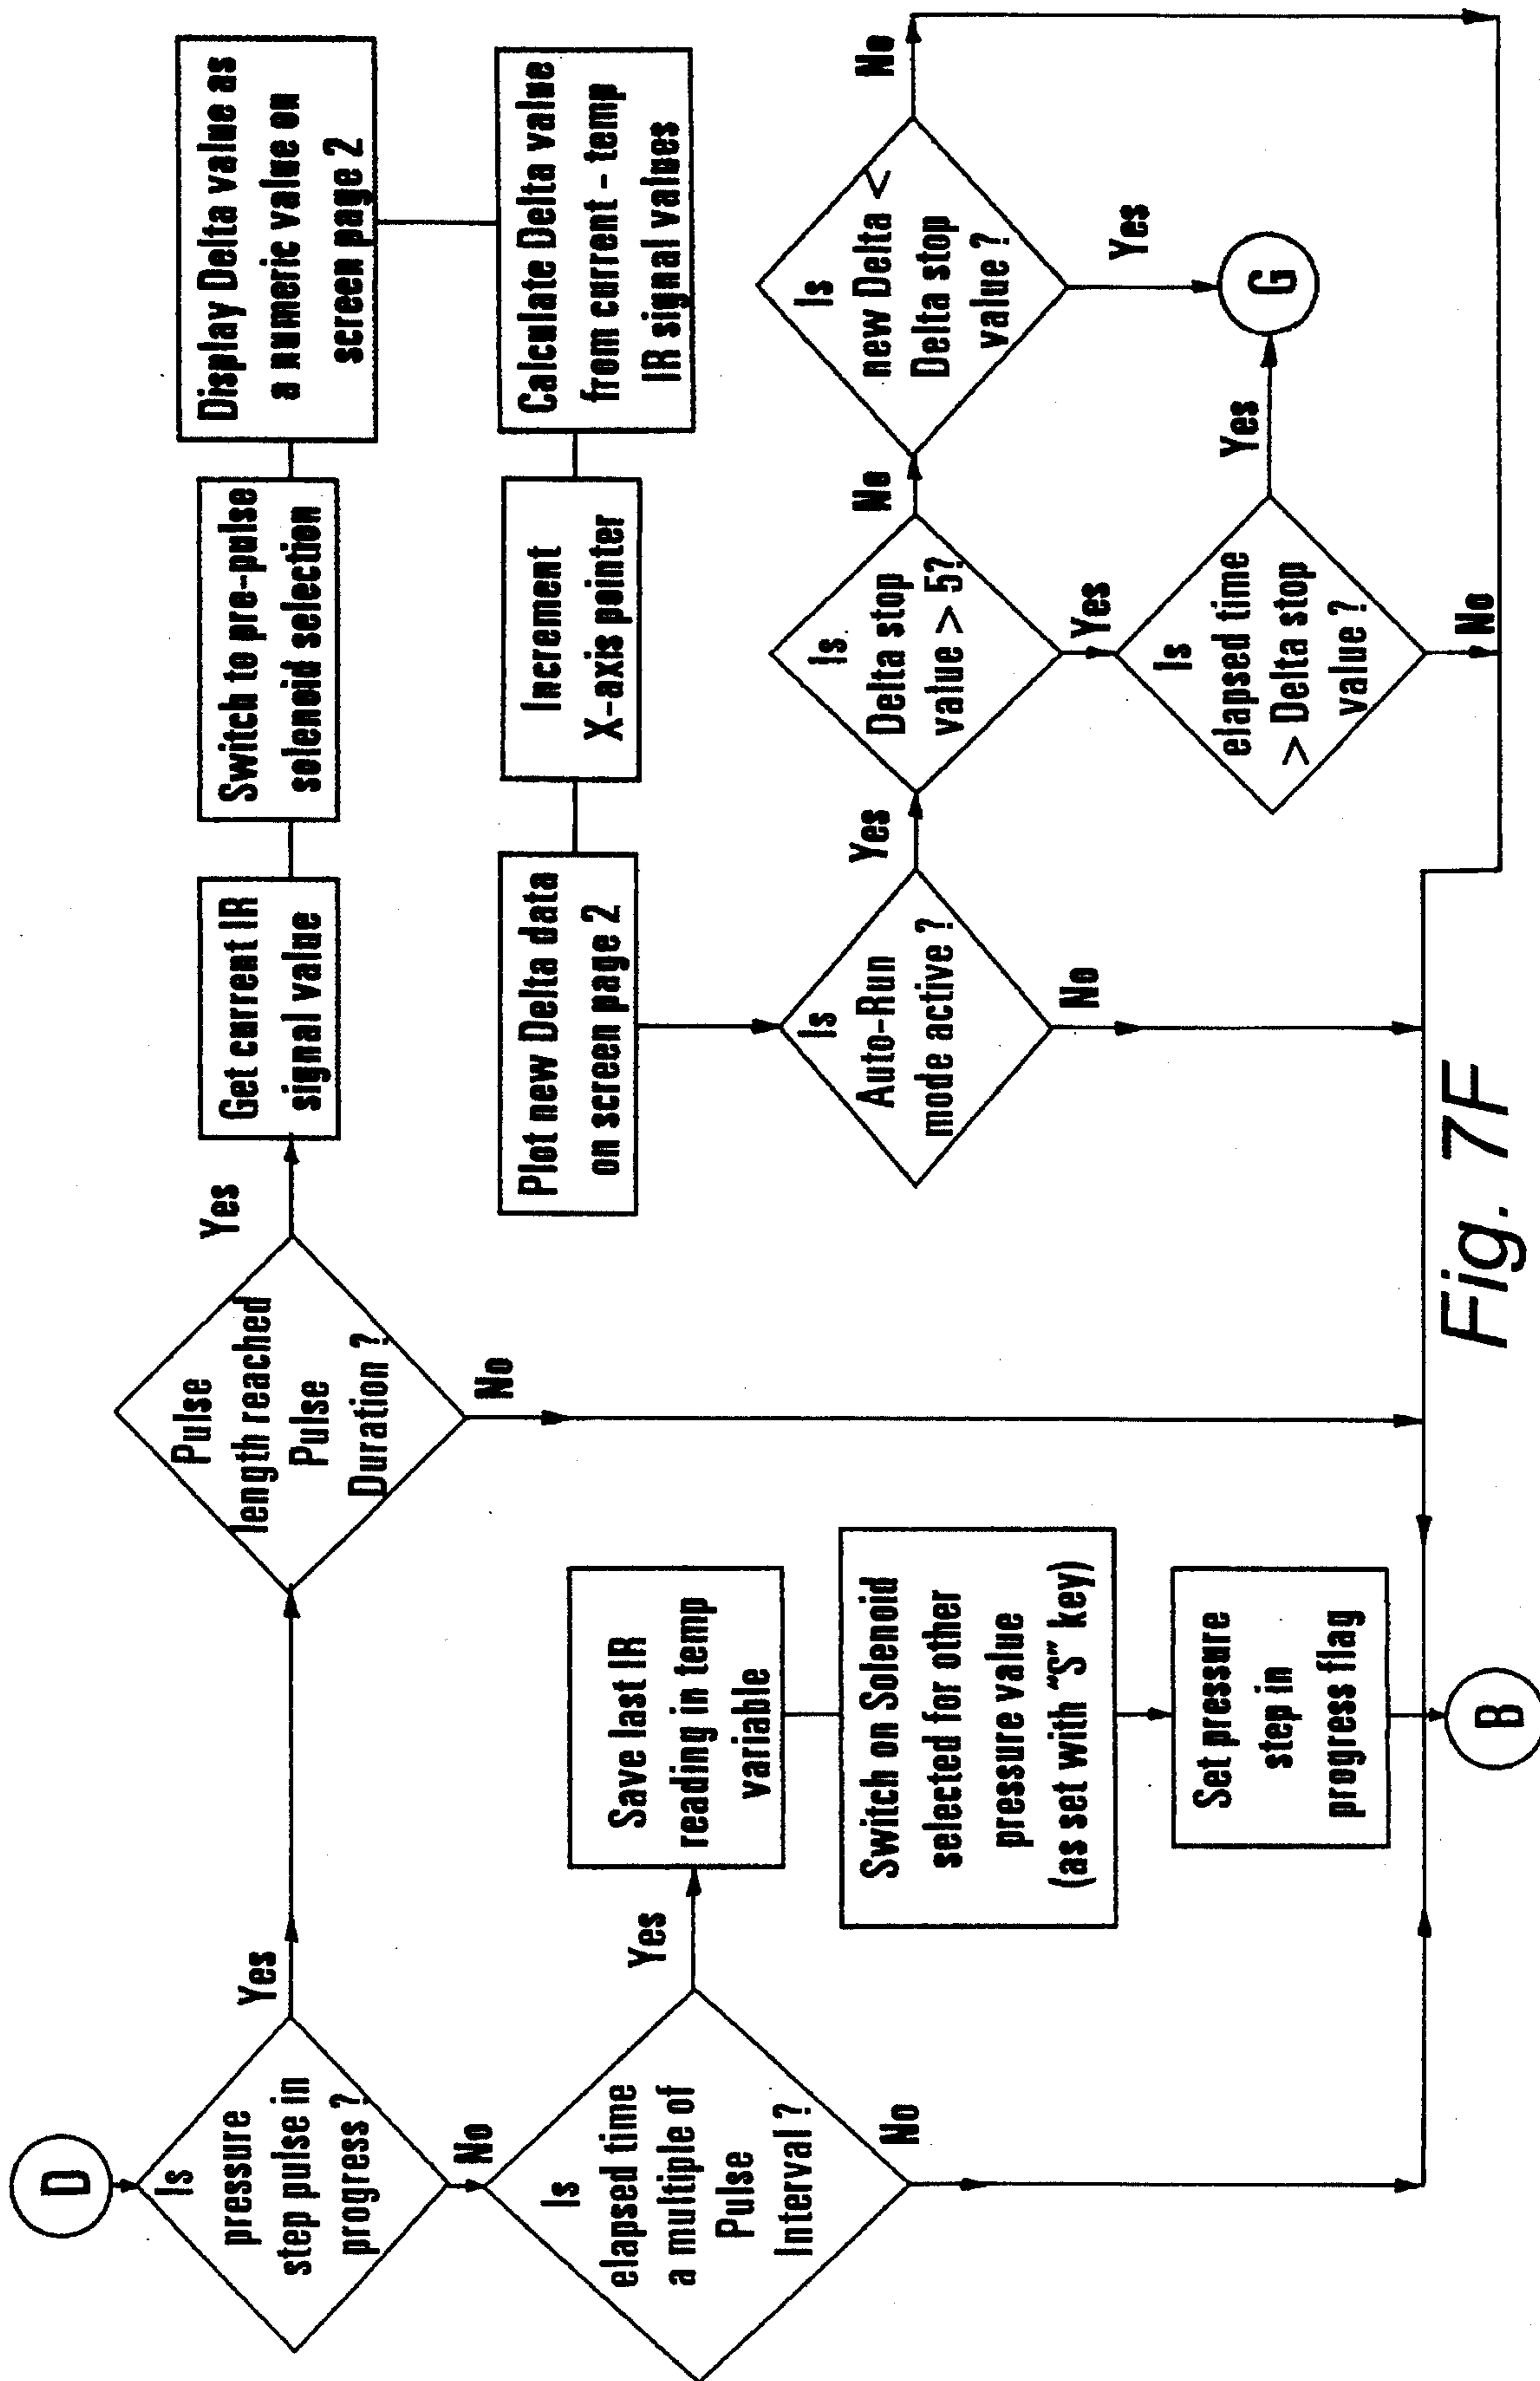 D
Is
pressure
step pulse in
progress ?
Yes
No
Pulse
length reached
Pulse
Duration ?
Yes
No
Get current IR
signal value
Switch to pre-pulse
solenoid selection
Display Delta value as
a numeric value on
screen page 2
Calculate Delta value
from current - temp
IR signal values
Increment
X-axis pointer
Plot new Delta data
on screen page 2
Is
Auto-Run
mode active ?
Yes
No
Is
Delta stop
value > 5?
No
Yes
Is
new Delta <
Delta stop
value ?
No
Yes
Is
elapsed time
> Delta stop
value ?
Yes
No
G
Is
elapsed time
a multiple of
Pulse
Interval ?
Yes
No
Save last IR
reading in temp
variable
Switch on Solenoid
selected for other
pressure value
(as set with "S" key)
Set pressure
step in
progress flag
B
Fig. 7F